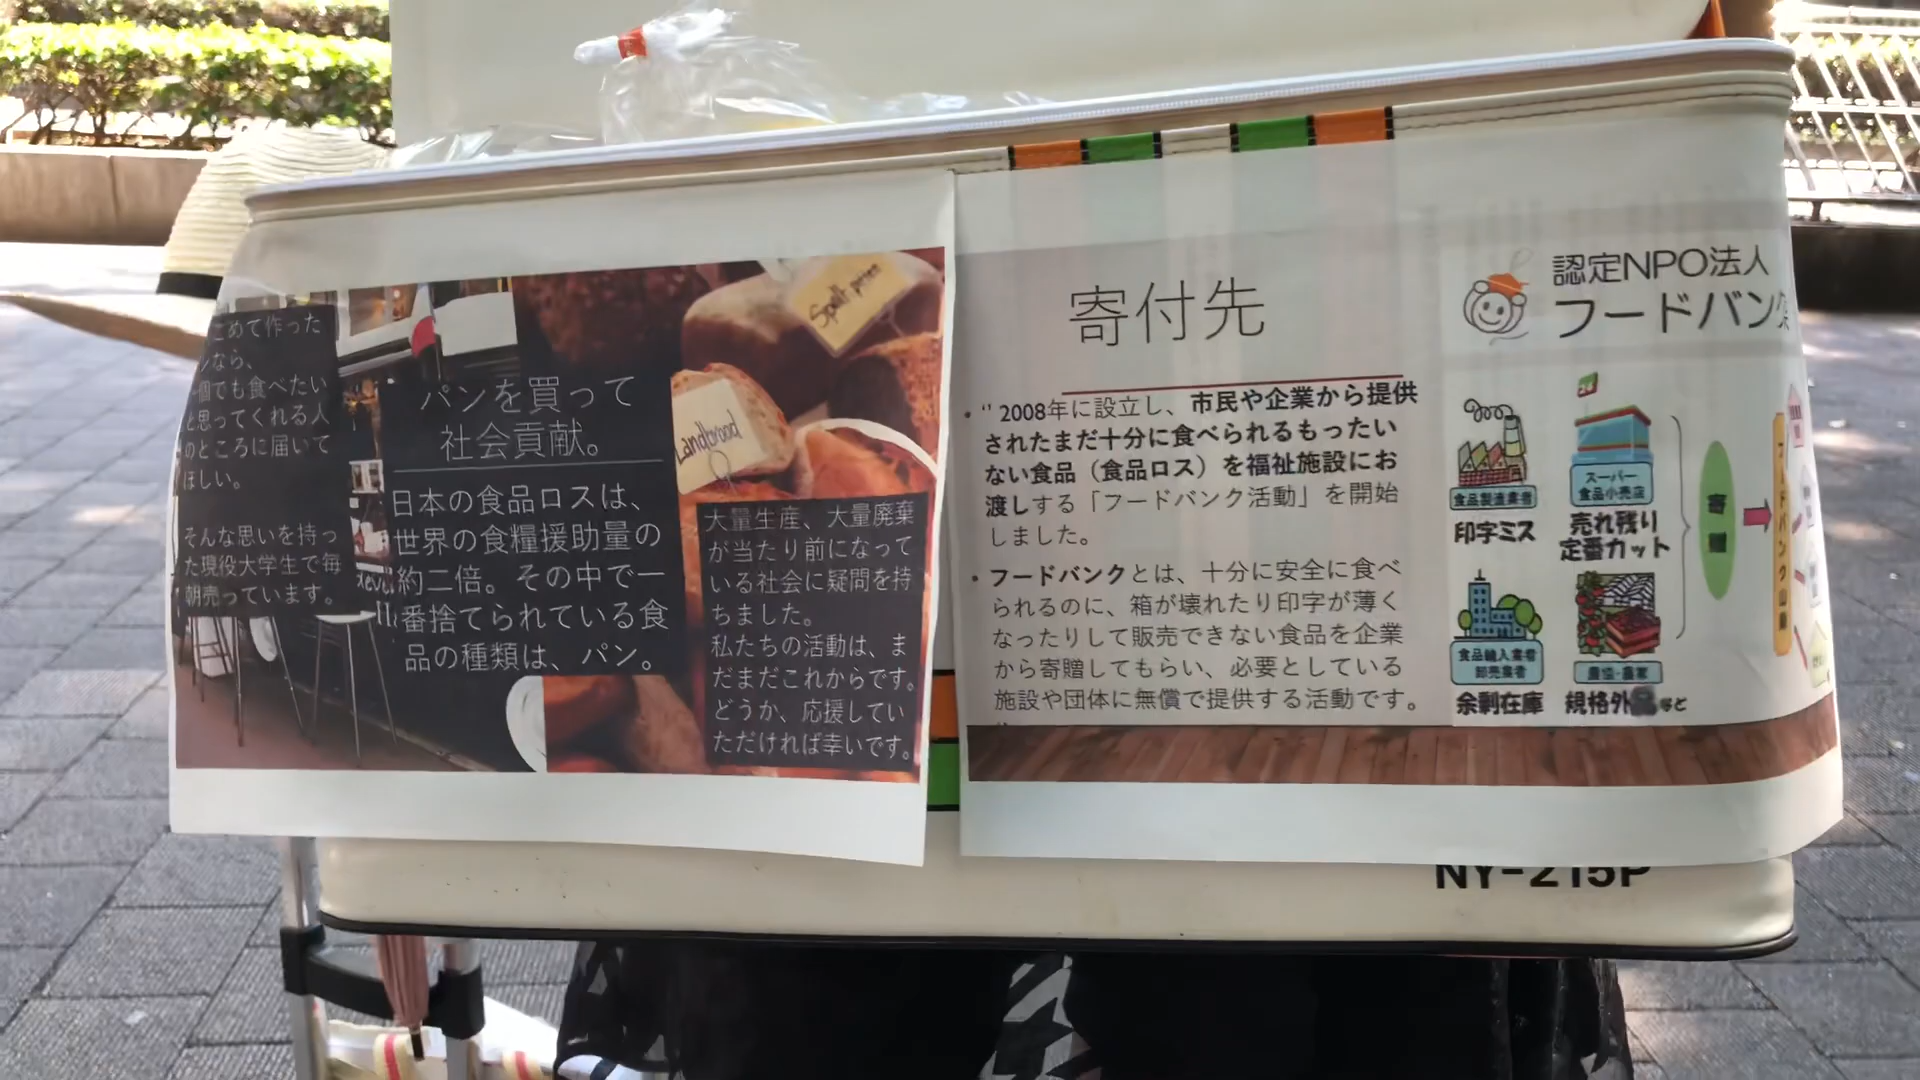 こめて作った
なら、
個でも食べたい
と思ってくれる人
のところに届いて
ほしい。
そんな思いを持っ
た現役大学生で毎
朝売っています。
パンを買って
社会貢献。
日本の食品ロスは、
世界の食糧援助量の
約二倍。その中で一
番捨てられている食
品の種類は、パン。
Landbrood
大量生産、大量廃棄
が当たり前になって
いる社会に疑問を持
ちました。
私たちの活動は、ま
だまだこれからです。
どうか、応援してい
ただければ幸いです。
寄付先
認定NPO法人
フードバンク
• 2008年に設立し、市民や企業から提供
されたまだ十分に食べられるもったい
ない食品（食品ロス）を福祉施設にお
渡しする「フードバンク活動」を開始
しました。
• フードバンクとは、十分に安全に食べ
られるのに、箱が壊れたり印字が薄く
なったりして販売できない食品を企業
から寄贈してもらい、必要としている
施設や団体に無償で提供する活動です。
食品製造業者
印字ミス
スーパー
食品小売店
売れ残り
定番カット
食品輸入業者
卸売業者
余剰在庫
農協・農家
規格外品など
寄贈
フードバンク山梨
NY-215P